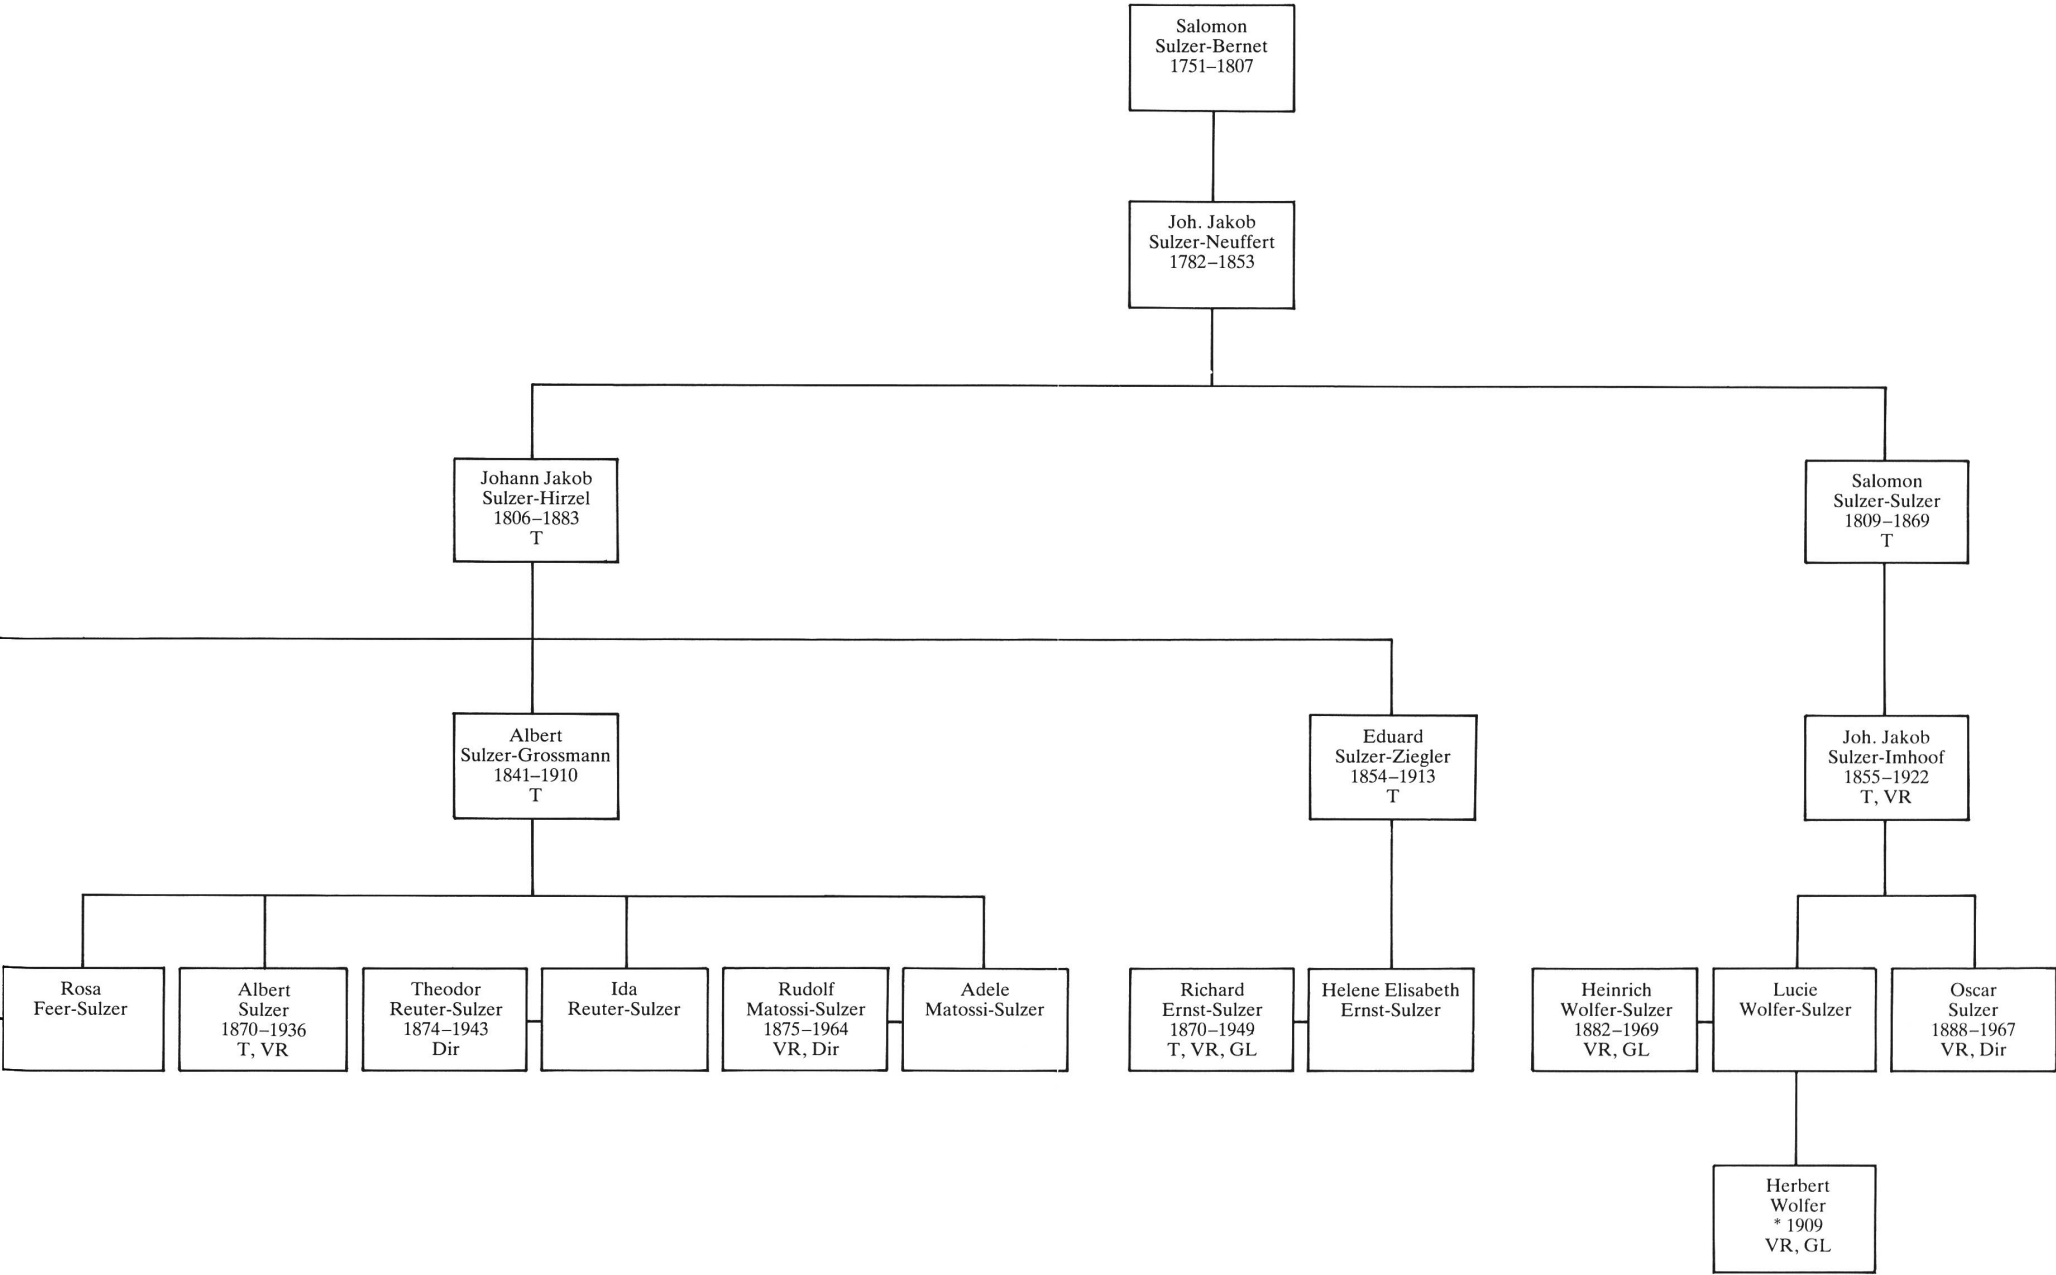 Salomon
Sulzer-Bernet
1751–1807
Joh. Jakob
Sulzer-Neuffert
1782–1853
Johann Jakob
Sulzer-Hirzel
1806–1883
T
Salomon
Sulzer-Sulzer
1809–1869
T
Albert
Sulzer-Grossmann
1841–1910
T
Eduard
Sulzer-Ziegler
1854–1913
T
Joh. Jakob
Sulzer-Imhoof
1855–1922
T, VR
Rosa
Feer-Sulzer
Albert
Sulzer
1870–1936
T, VR
Theodor
Reuter-Sulzer
1874–1943
Dir
Ida
Reuter-Sulzer
Rudolf
Matossi-Sulzer
1875–1964
VR, Dir
Adele
Matossi-Sulzer
Richard
Ernst-Sulzer
1870–1949
T, VR, GL
Helene Elisabeth
Ernst-Sulzer
Heinrich
Wolfer-Sulzer
1882–1969
VR, GL
Lucie
Wolfer-Sulzer
Oscar
Sulzer
1888–1967
VR, Dir
Herbert
Wolfer
* 1909
VR, GL